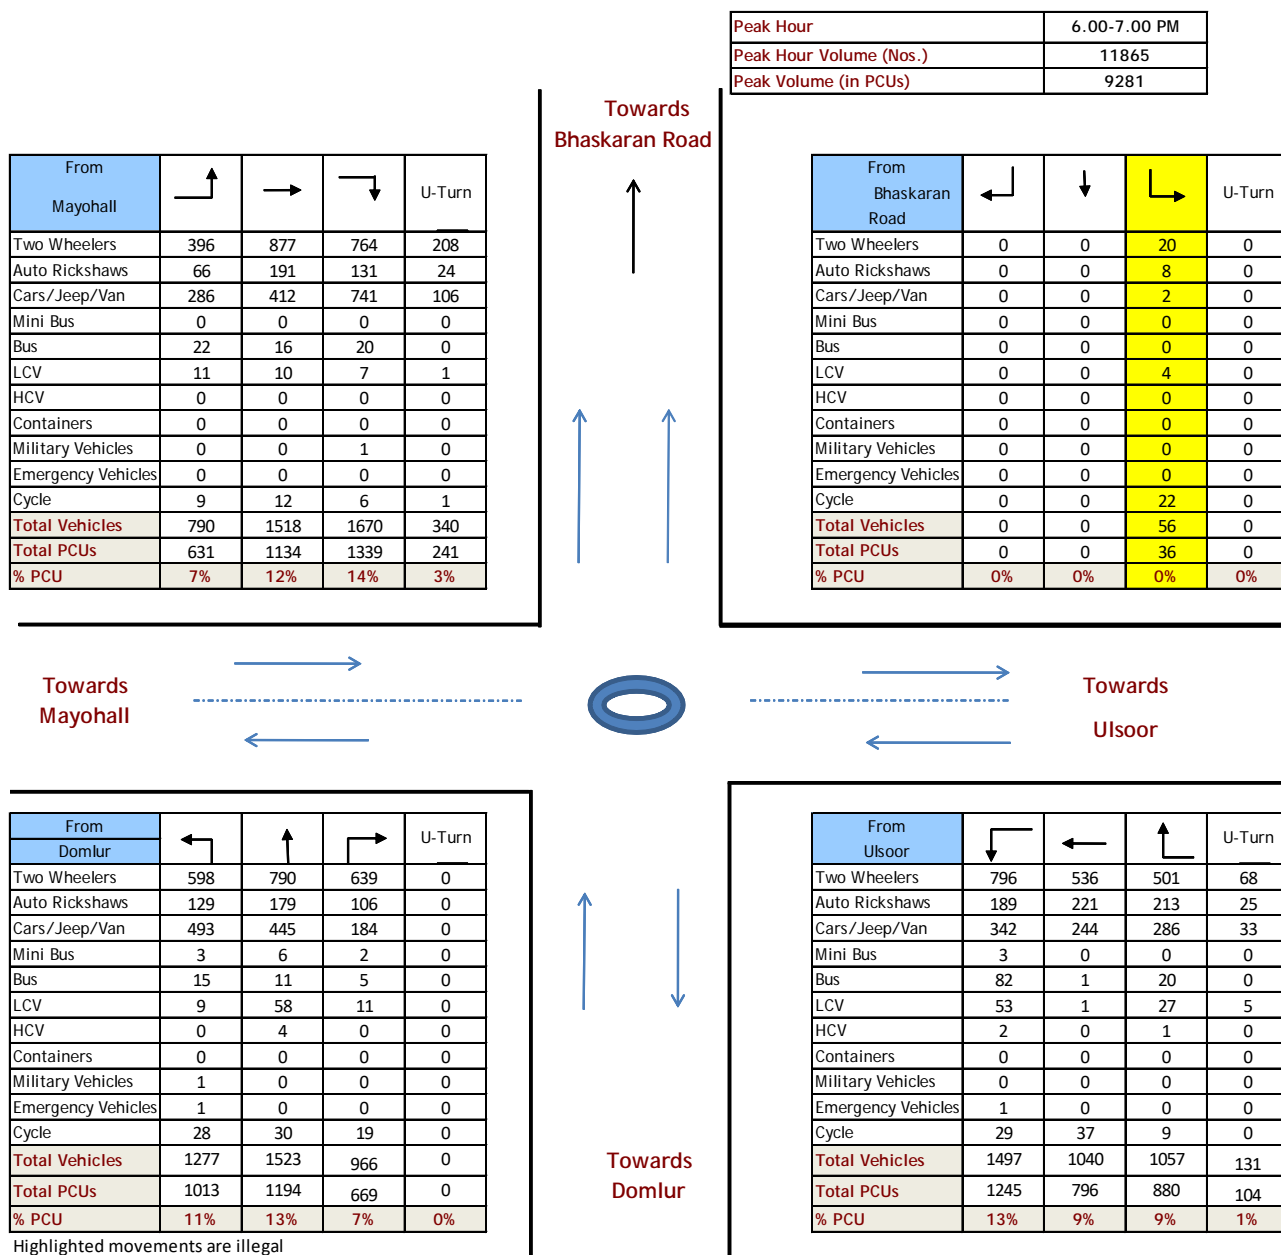 Peak Hour 6.00-7.00 PM
Peak Hour Volume (Nos.) 11865
Peak Volume (in PCUs) 9281
Towards
Bhaskaran Road
From
Mayohall U-Turn
Two Wheelers 396 877 764 208
Auto Rickshaws 66 191 131 24
Cars/Jeep/Van 286 412 741 106
Mini Bus 0 0 0 0
Bus 22 16 20 0
LCV 11 10 7 1
HCV 0 0 0 0
Containers 0 0 0 0
Military Vehicles 0 0 1 0
Emergency Vehicles 0 0 0 0
Cycle 9 12 6 1
Total Vehicles 790 1518 1670 340
Total PCUs 631 1134 1339 241
% PCU 7% 12% 14% 3%
From
Bhaskaran
Road U-Turn
Two Wheelers 0 0 20 0
Auto Rickshaws 0 0 8 0
Cars/Jeep/Van 0 0 2 0
Mini Bus 0 0 0 0
Bus 0 0 0 0
LCV 0 0 4 0
HCV 0 0 0 0
Containers 0 0 0 0
Military Vehicles 0 0 0 0
Emergency Vehicles 0 0 0 0
Cycle 0 0 22 0
Total Vehicles 0 0 56 0
Total PCUs 0 0 36 0
% PCU 0% 0% 0% 0%
Towards
Mayohall
Towards
Ulsoor
From
Domlur U-Turn
Two Wheelers 598 790 639 0
Auto Rickshaws 129 179 106 0
Cars/Jeep/Van 493 445 184 0
Mini Bus 3 6 2 0
Bus 15 11 5 0
LCV 9 58 11 0
HCV 0 4 0 0
Containers 0 0 0 0
Military Vehicles 1 0 0 0
Emergency Vehicles 1 0 0 0
Cycle 28 30 19 0
Total Vehicles 1277 1523 966 0
Total PCUs 1013 1194 669 0
% PCU 11% 13% 7% 0%
Highlighted movements are illegal
Towards
Domlur
From
Ulsoor U-Turn
Two Wheelers 796 536 501 68
Auto Rickshaws 189 221 213 25
Cars/Jeep/Van 342 244 286 33
Mini Bus 3 0 0 0
Bus 82 1 20 0
LCV 53 1 27 5
HCV 2 0 1 0
Containers 0 0 0 0
Military Vehicles 0 0 0 0
Emergency Vehicles 1 0 0 0
Cycle 29 37 9 0
Total Vehicles 1497 1040 1057 131
Total PCUs 1245 796 880 104
% PCU 13% 9% 9% 1%